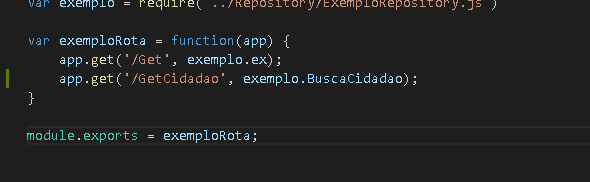 var exemplo = require('../Repository/ExemploRepository.js')
var exemploRota = function(app) {
app.get('/Get', exemplo.ex);
app.get('/GetCidadao', exemplo.BuscaCidadao);
}
module.exports = exemploRota;